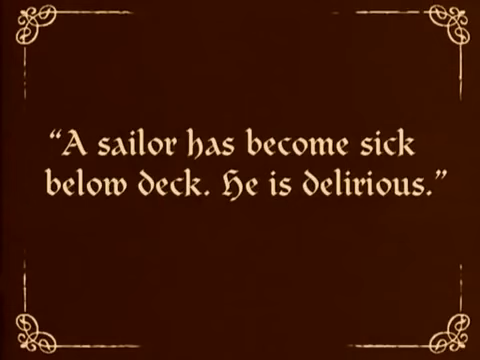 “A sailor has become sick
below deck. He is delirious.”